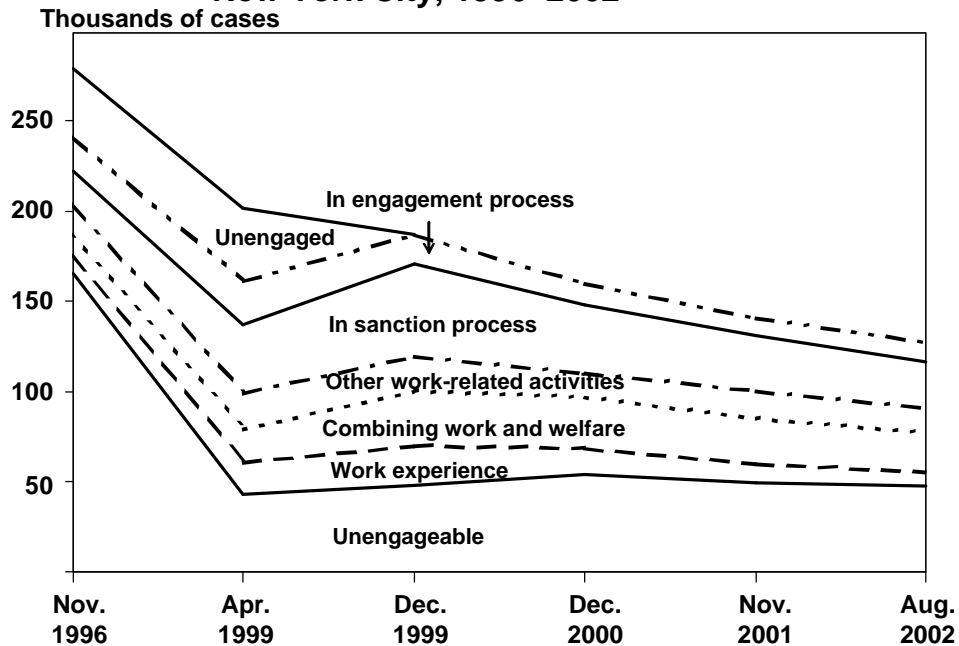 Thousands of cases
250
200
150
100
50
In engagement process
Unengaged
In sanction process
Other work-related activities
Combining work and welfare
Work experience
Unengageable
Nov. Apr. Dec. Dec. Nov. Aug.
1996 1999 1999 2000 2001 2002